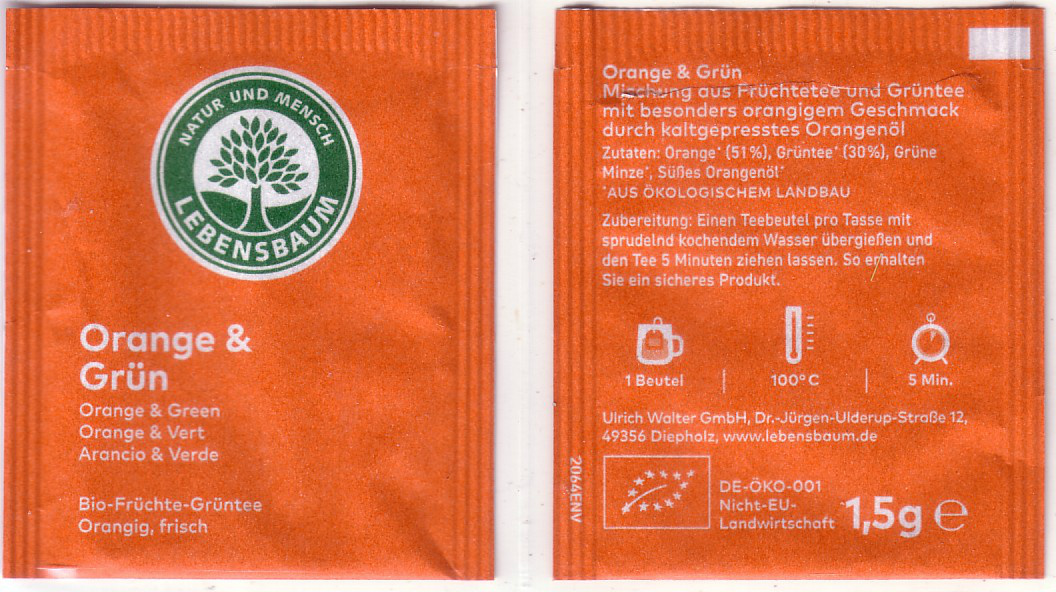 NATUR UND MENSCH
LEBENSBAUM
Orange &
Grün
Orange & Green
Orange & Vert
Arancio & Verde
Bio-Früchte-Grüntee
Orangig, frisch
Orange & Grün
Mischung aus Früchtetee und Grüntee
mit besonders orangigem Geschmack
durch kaltgepresstes Orangenöl
Zutaten: Orange* (51%), Grüntee* (30%), Grüne
Minze*, Süßes Orangenöl*
*AUS ÖKOLOGISCHEM LANDBAU
Zubereitung: Einen Teebeutel pro Tasse mit
sprudelnd kochendem Wasser übergießen und
den Tee 5 Minuten ziehen lassen. So erhalten
Sie ein sicheres Produkt.
1 Beutel | 100°C | 5 Min.
Ulrich Walter GmbH, Dr.-Jürgen-Ulderup-Straße 12,
49356 Diepholz, www.lebensbaum.de
2064ENV
DE-ÖKO-001
Nicht-EU-
Landwirtschaft
1,5g ℮